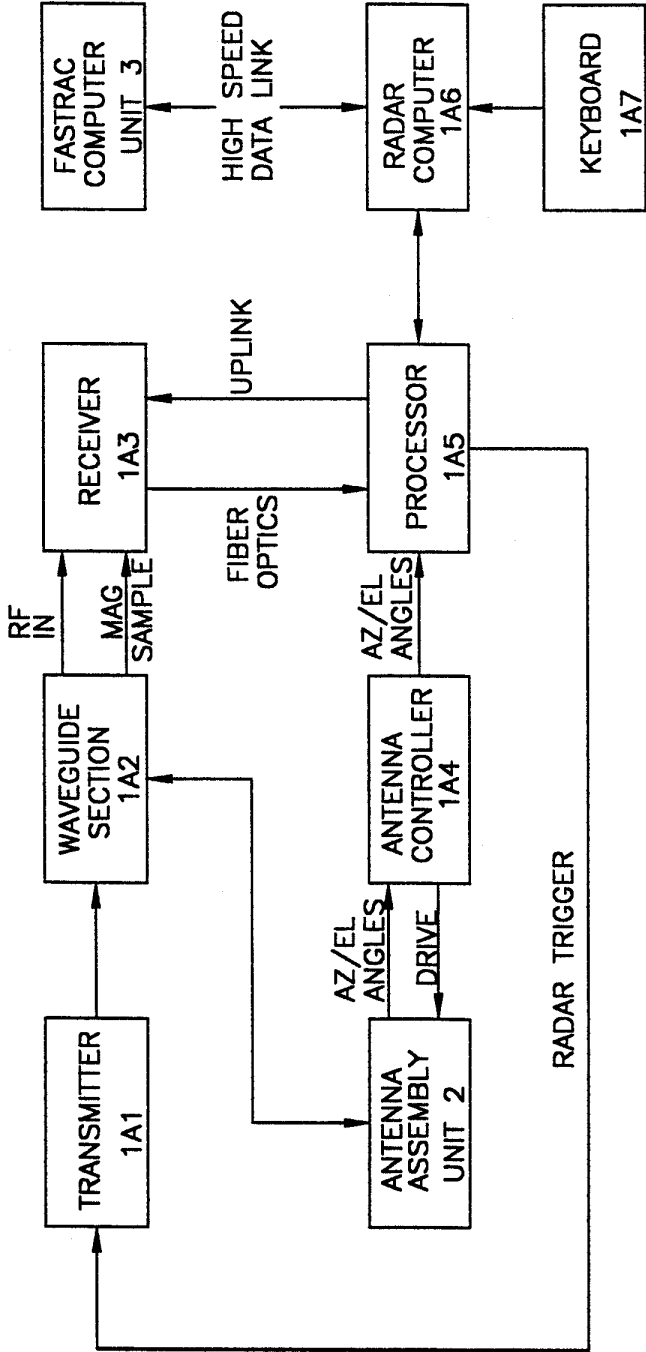 TRANSMITTER
1A1
WAVEGUIDE
SECTION
1A2
RF
IN
MAG
SAMPLE
RECEIVER
1A3
FASTRAC
COMPUTER
UNIT 3
FIBER
OPTICS
UPLINK
HIGH SPEED
DATA LINK
ANTENNA
ASSEMBLY
UNIT 2
AZ/EL
ANGLES
DRIVE
ANTENNA
CONTROLLER
1A4
AZ/EL
ANGLES
PROCESSOR
1A5
RADAR
COMPUTER
1A6
RADAR TRIGGER
KEYBOARD
1A7